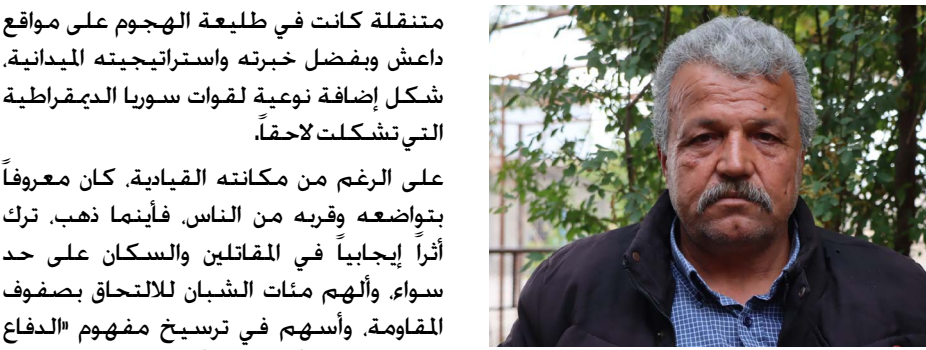 متنقلة كانت في طليعة الهجوم على مواقع
داعش وبفضل خبرته واستراتيجيته الميدانية،
شكل إضافة نوعية لقوات سوريا الديمقراطية
التي تشكلت لاحقاً.
على الرغم من مكانته القيادية، كان معروفاً
بتواضعه وقربه من الناس، فأينما ذهب، ترك
أثراً إيجابياً في المقاتلين والسكان على حد
سواء، وألهم مئات الشبان للالتحاق بصفوف
المقاومة، وأسهم في ترسيخ مفهوم «الدفاع